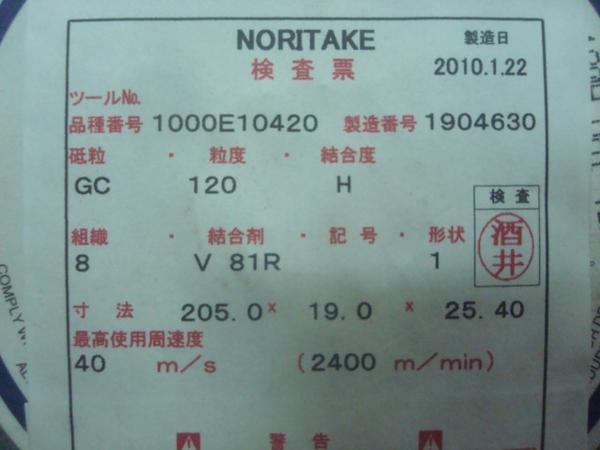 NORITAKE 製造日
検査票 2010.1.22
ツールNo.
品種番号 1000E10420 製造番号 1904630
砥粒 ・ 粒度 ・ 結合度
GC 120 H
検査
酒井
組織 ・ 結合剤 ・ 記号 ・ 形状
8 V 81R 1
寸法 205.0 × 19.0 × 25.40
最高使用周速度
40 m/s (2400 m/min)
警告
COMPLY W